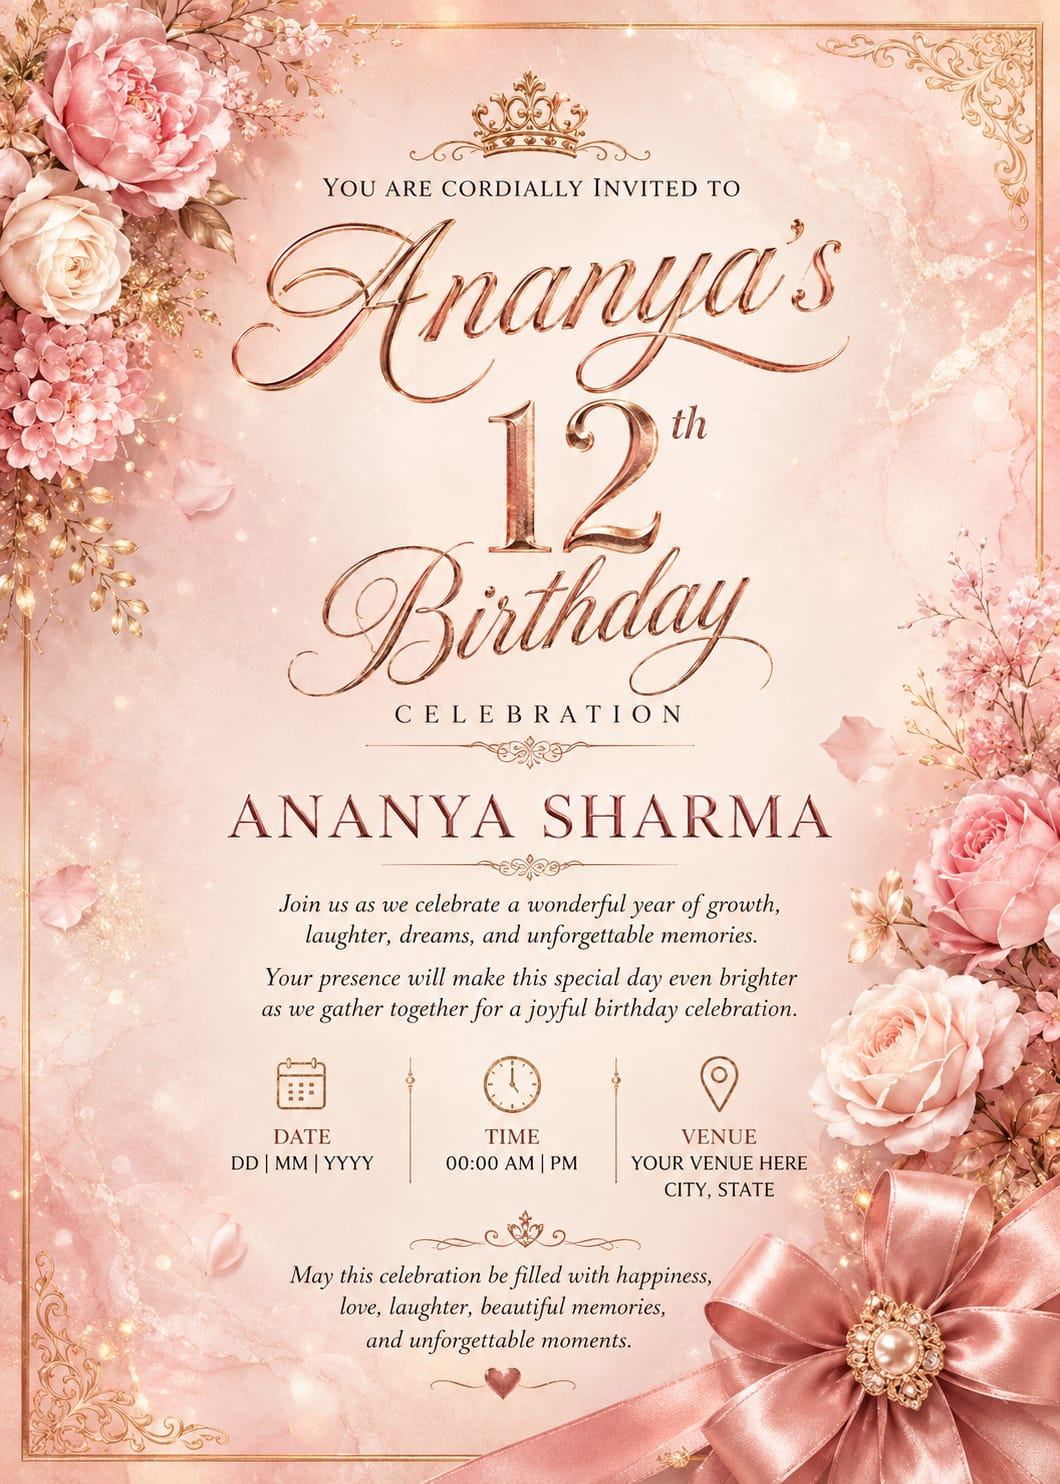 You are cordially Invited to
Ananya's
12th
Birthday
CELEBRATION
ANANYA SHARMA
Join us as we celebrate a wonderful year of growth,
laughter, dreams, and unforgettable memories.
Your presence will make this special day even brighter
as we gather together for a joyful birthday celebration.
DATE
DD | MM | YYYY
TIME
00:00 AM | PM
VENUE
YOUR VENUE HERE
CITY, STATE
May this celebration be filled with happiness,
love, laughter, beautiful memories,
and unforgettable moments.